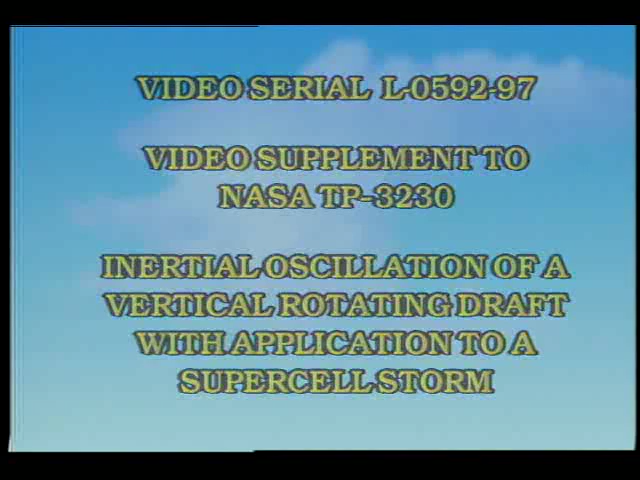 VIDEO SERIAL L-0592-97
VIDEO SUPPLEMENT TO
NASA TP-3230
INERTIAL OSCILLATION OF A
VERTICAL ROTATING DRAFT
WITH APPLICATION TO A
SUPERCELL STORM